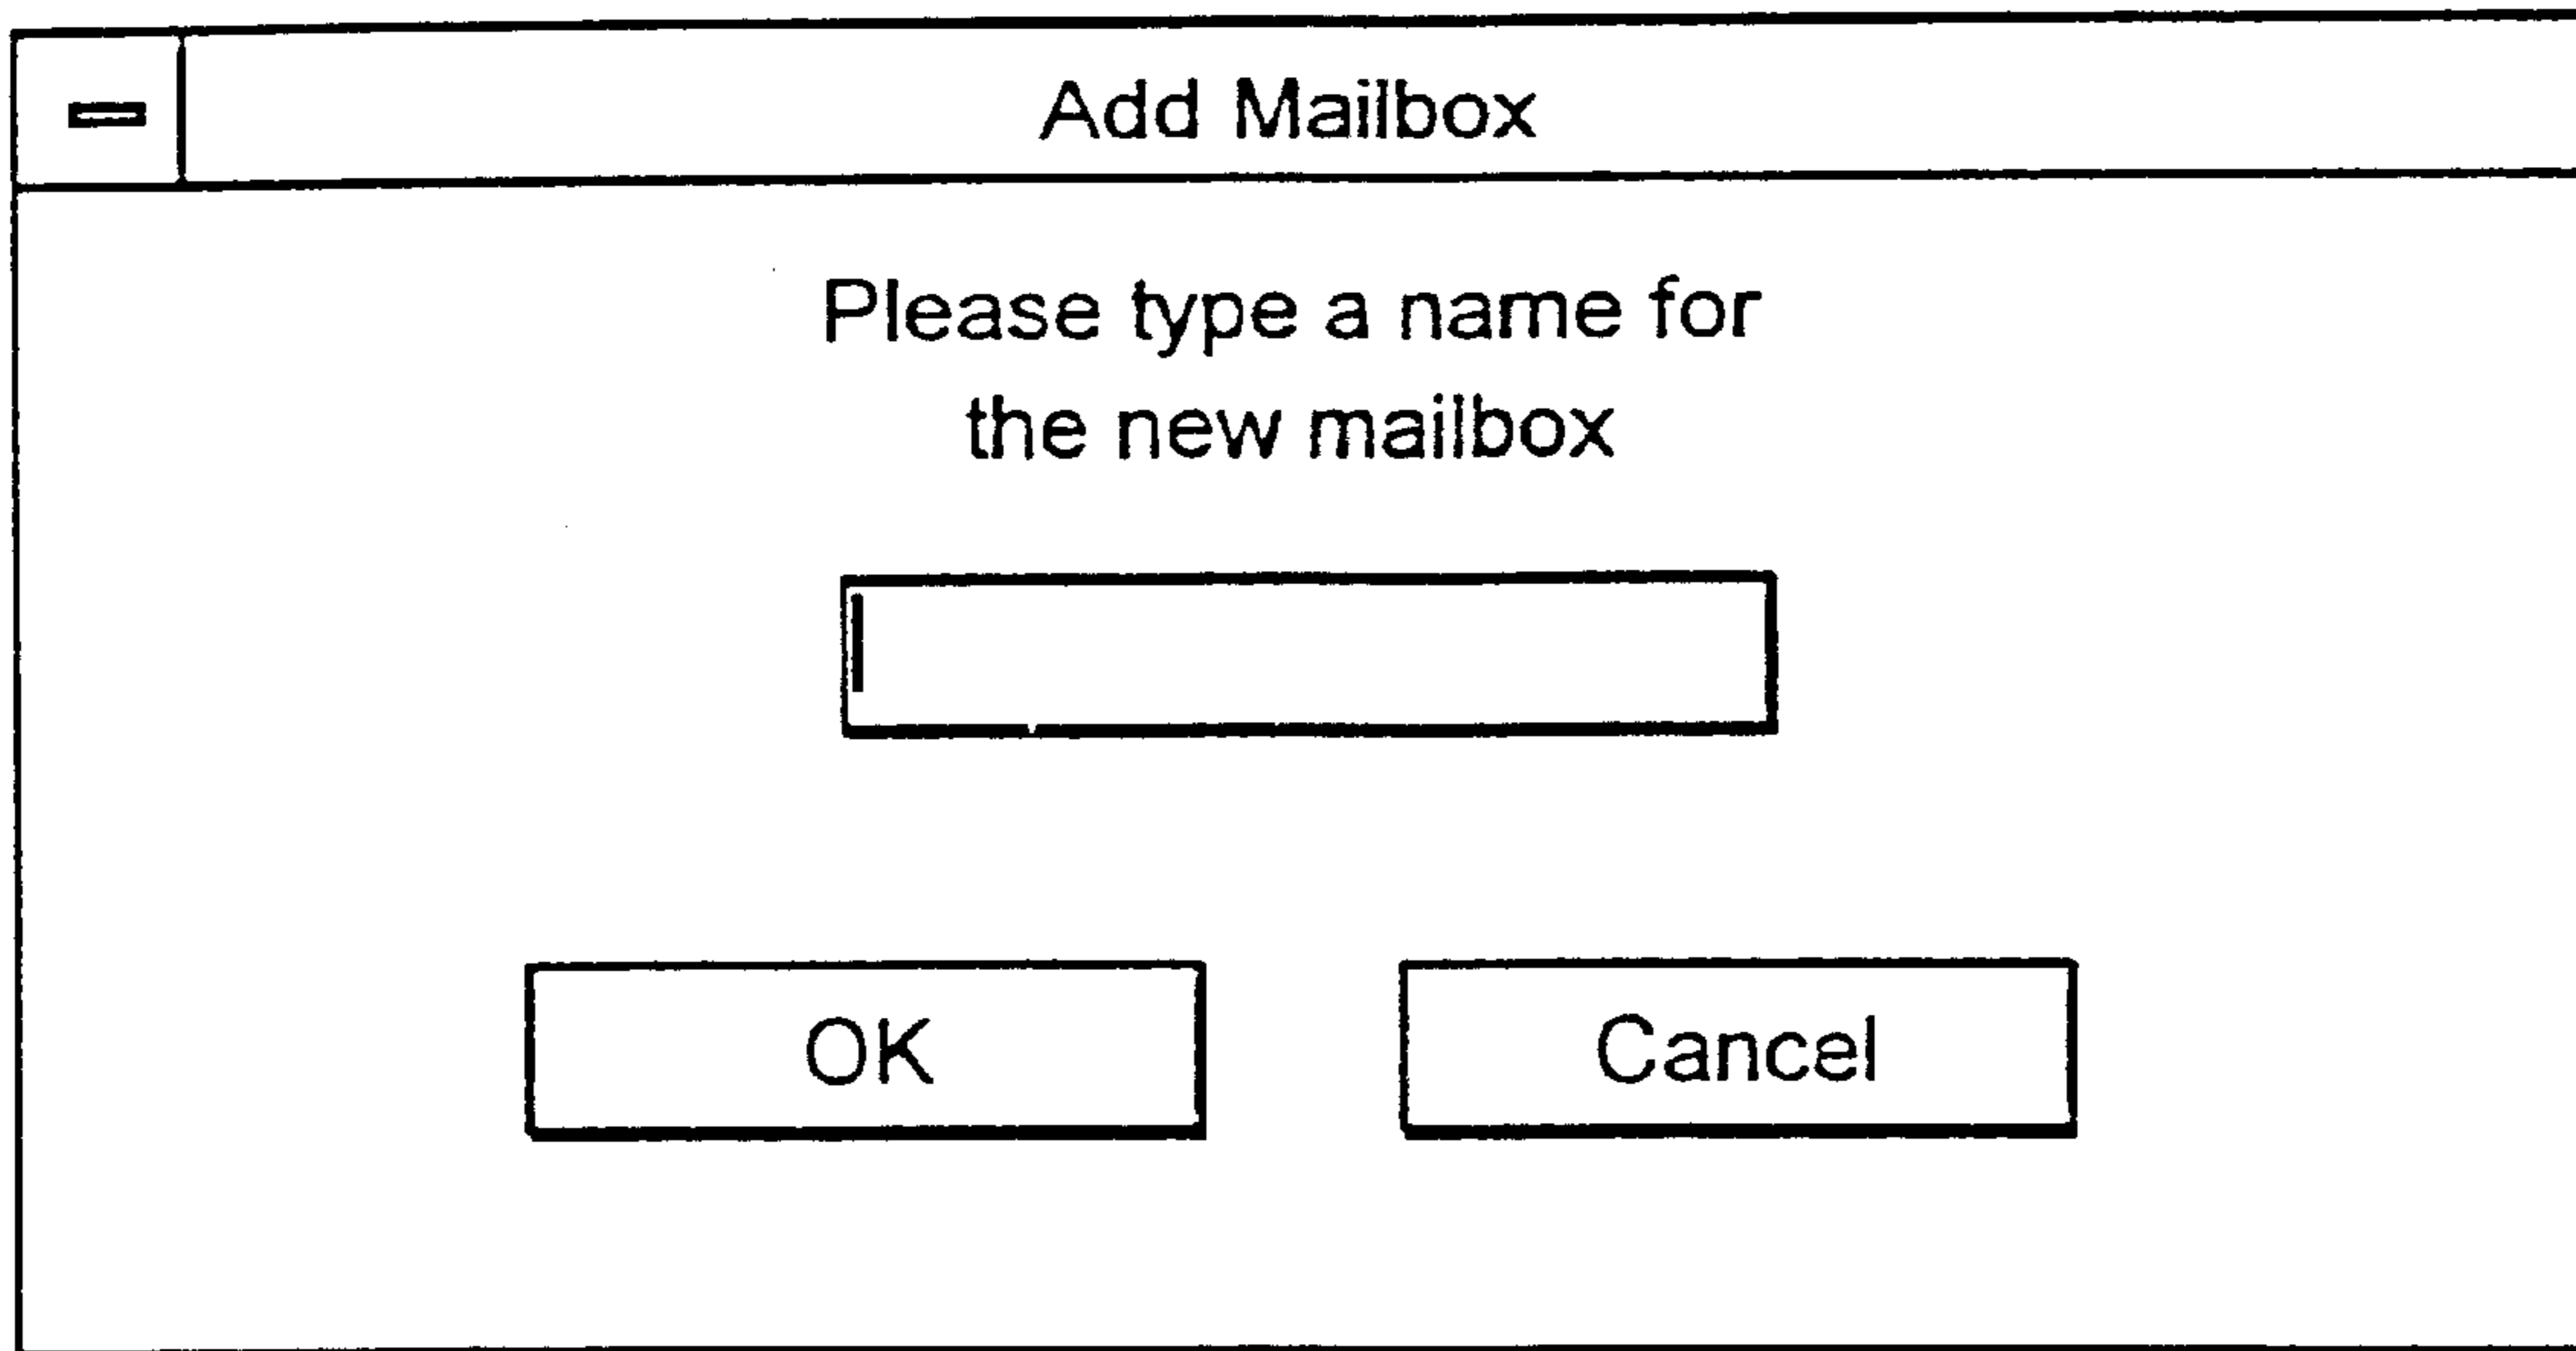 Add Mailbox
Please type a name for
the new mailbox
OK
Cancel